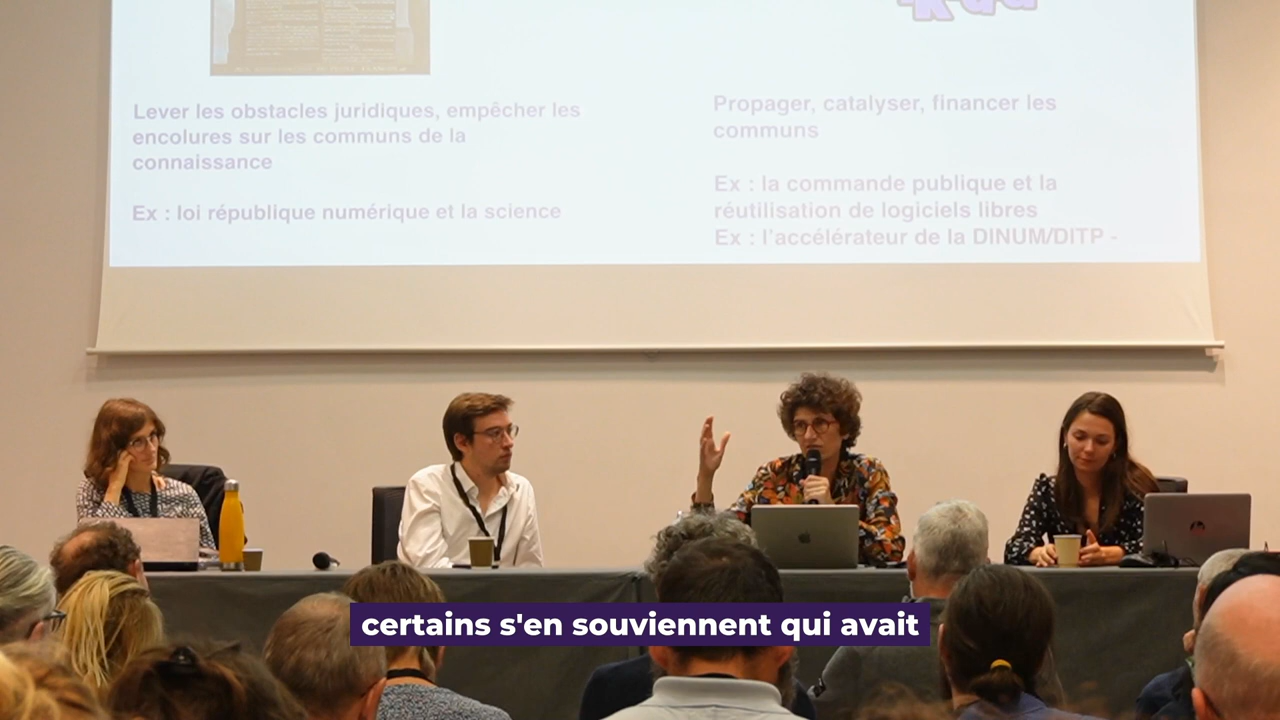 Lever les obstacles juridiques, empêcher les
encolures sur les communs de la
connaissance
Ex : loi république numérique et la science
Propager, catalyser, financer les
communs
Ex : la commande publique et la
réutilisation de logiciels libres
Ex : l'accélérateur de la DINUM/DITP -
certains s'en souviennent qui avait